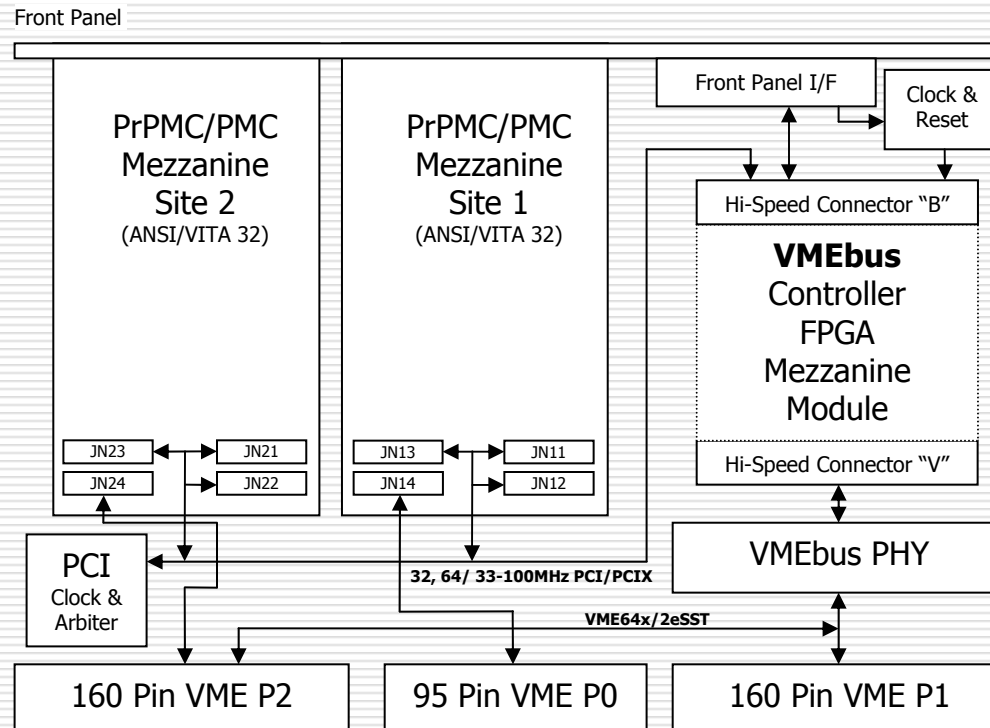 Front Panel
PrPMC/PMC
Mezzanine
Site 2
(ANSI/VITA 32)
PrPMC/PMC
Mezzanine
Site 1
(ANSI/VITA 32)
Front Panel I/F
Clock &
Reset
Hi-Speed Connector “B”
VMEbus
Controller
FPGA
Mezzanine
Module
Hi-Speed Connector “V”
JN23
JN21
JN24
JN22
JN13
JN11
JN14
JN12
VMEbus PHY
PCI
Clock &
Arbiter
32, 64/ 33-100MHz PCI/PCIX
VME64x/2eSST
160 Pin VME P2
95 Pin VME P0
160 Pin VME P1